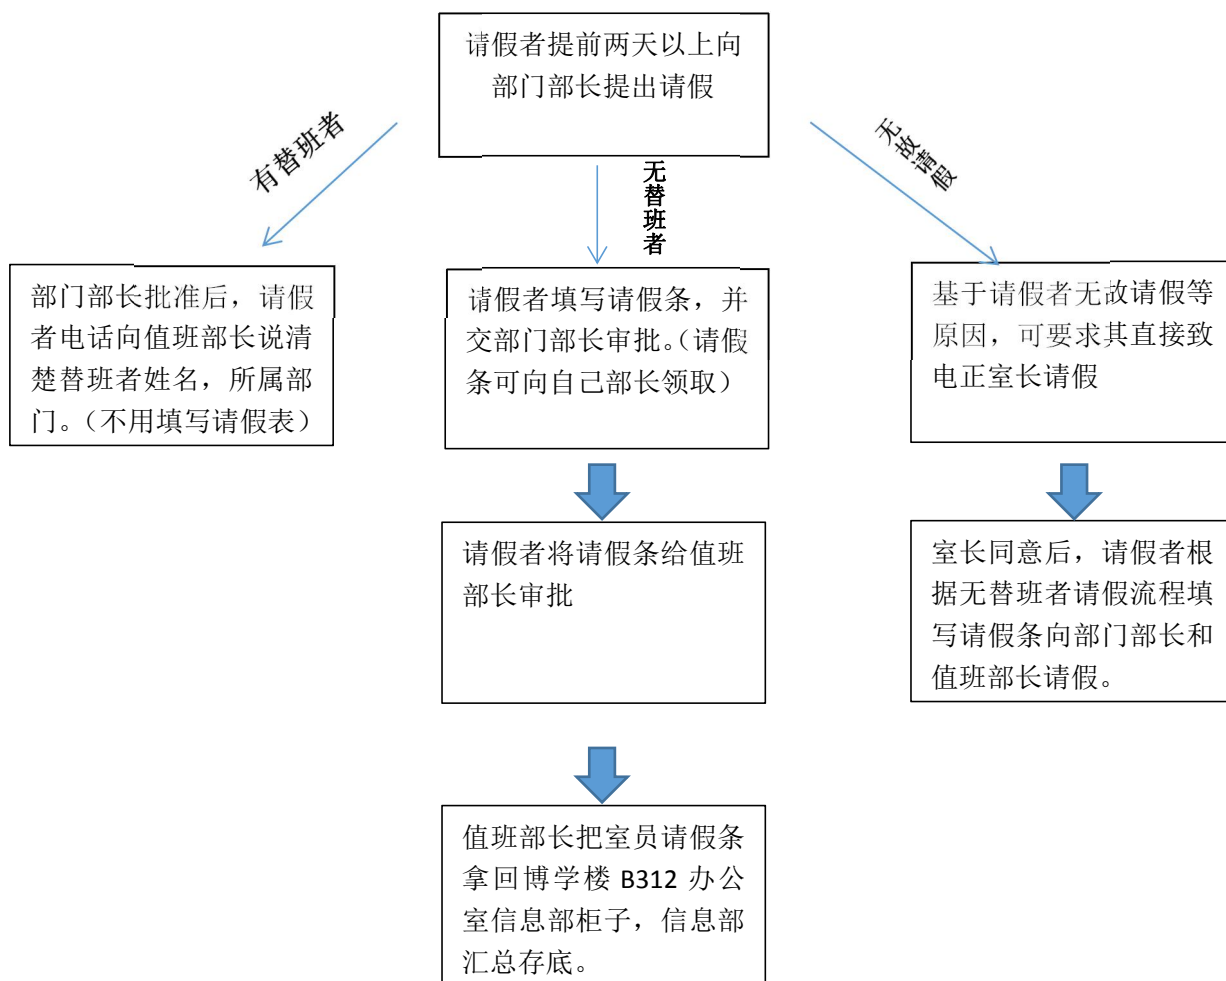 请假者提前两天以上向
部门部长提出请假
有替班者
无替班者
无故请假
部门部长批准后，请假
者电话向值班部长说清
楚替班者姓名，所属部
门。（不用填写请假表）
请假者填写请假条，并
交部门部长审批。（请假
条可向自己部长领取）
基于请假者无故请假等
原因，可要求其直接致
电正室长请假
请假者将请假条给值班
部长审批
室长同意后，请假者根
据无替班者请假流程填
写请假条向部门部长和
值班部长请假。
值班部长把室员请假条
拿回博学楼 B312 办公
室信息部柜子，信息部
汇总存底。